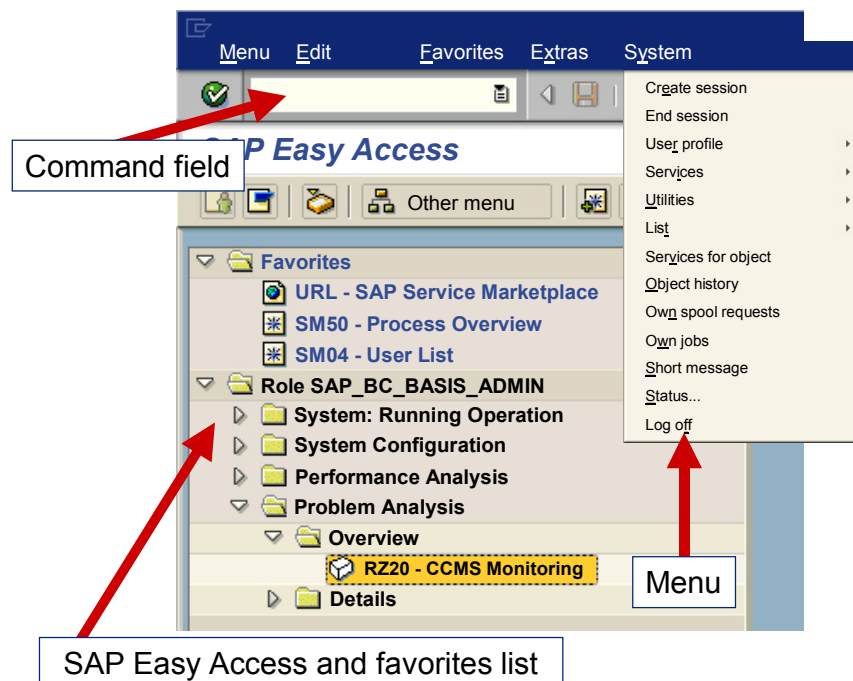 Menu Edit Favorites Extras System
Command field
P Easy Access
Other menu
Favorites
URL - SAP Service Marketplace
SM50 - Process Overview
SM04 - User List
Role SAP_BC_BASIS_ADMIN
System: Running Operation
System Configuration
Performance Analysis
Problem Analysis
Overview
RZ20 - CCMS Monitoring
Details
Create session
End session
User profile
Services
Utilities
List
Services for object
Object history
Own spool requests
Own jobs
Short message
Status...
Log off
Menu
SAP Easy Access and favorites list